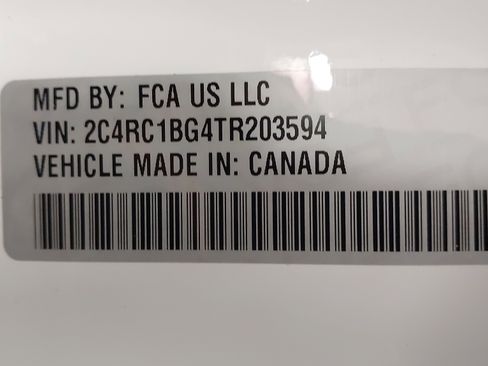 MFD BY: FCA US LLC
VIN: 2C4RC1BG4TR203594
VEHICLE MADE IN: CANADA